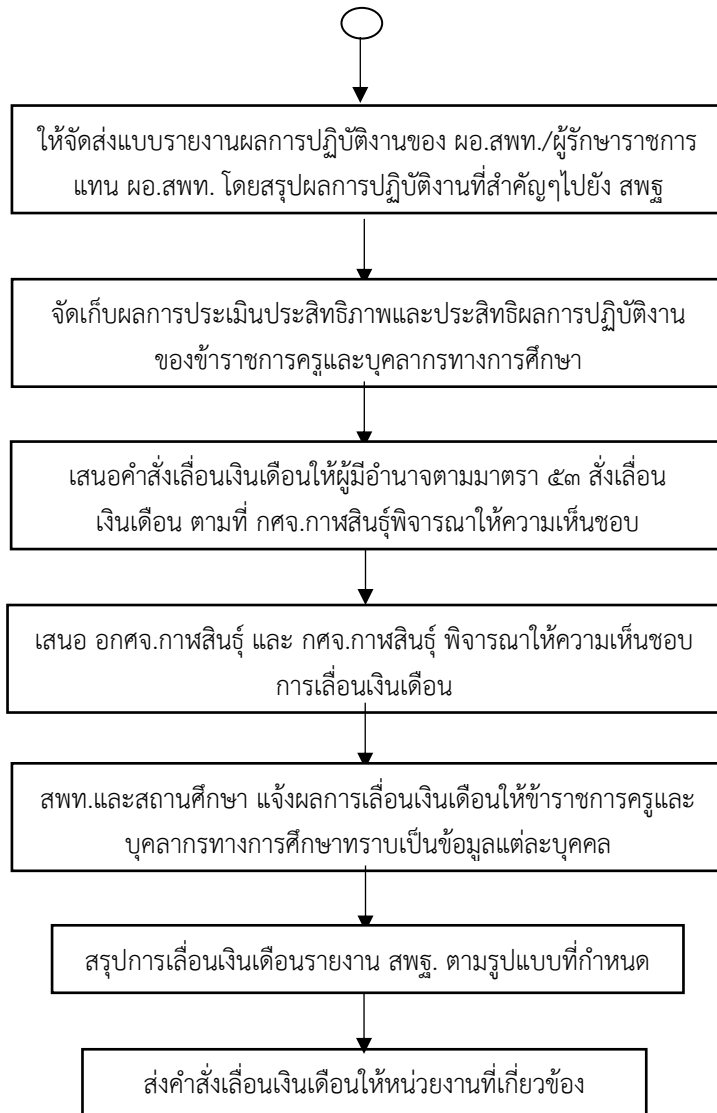 ให้จัดส่งแบบรายงานผลการปฏิบัติงานของ ผอ.สพท./ผู้รักษาราชการ
แทน ผอ.สพท. โดยสรุปผลการปฏิบัติงานที่สำคัญๆไปยัง สพฐ
จัดเก็บผลการประเมินประสิทธิภาพและประสิทธิผลการปฏิบัติงาน
ของข้าราชการครูและบุคลากรทางการศึกษา
เสนอคำสั่งเลื่อนเงินเดือนให้ผู้มีอำนาจตามมาตรา ๕๓ สั่งเลื่อน
เงินเดือน ตามที่ กศจ.กาฬสินธุ์พิจารณาให้ความเห็นชอบ
เสนอ อกศจ.กาฬสินธุ์ และ กศจ.กาฬสินธุ์ พิจารณาให้ความเห็นชอบ
การเลื่อนเงินเดือน
สพท.และสถานศึกษา แจ้งผลการเลื่อนเงินเดือนให้ข้าราชการครูและ
บุคลากรทางการศึกษาทราบเป็นข้อมูลแต่ละบุคคล
สรุปการเลื่อนเงินเดือนรายงาน สพฐ. ตามรูปแบบที่กำหนด
ส่งคำสั่งเลื่อนเงินเดือนให้หน่วยงานที่เกี่ยวข้อง